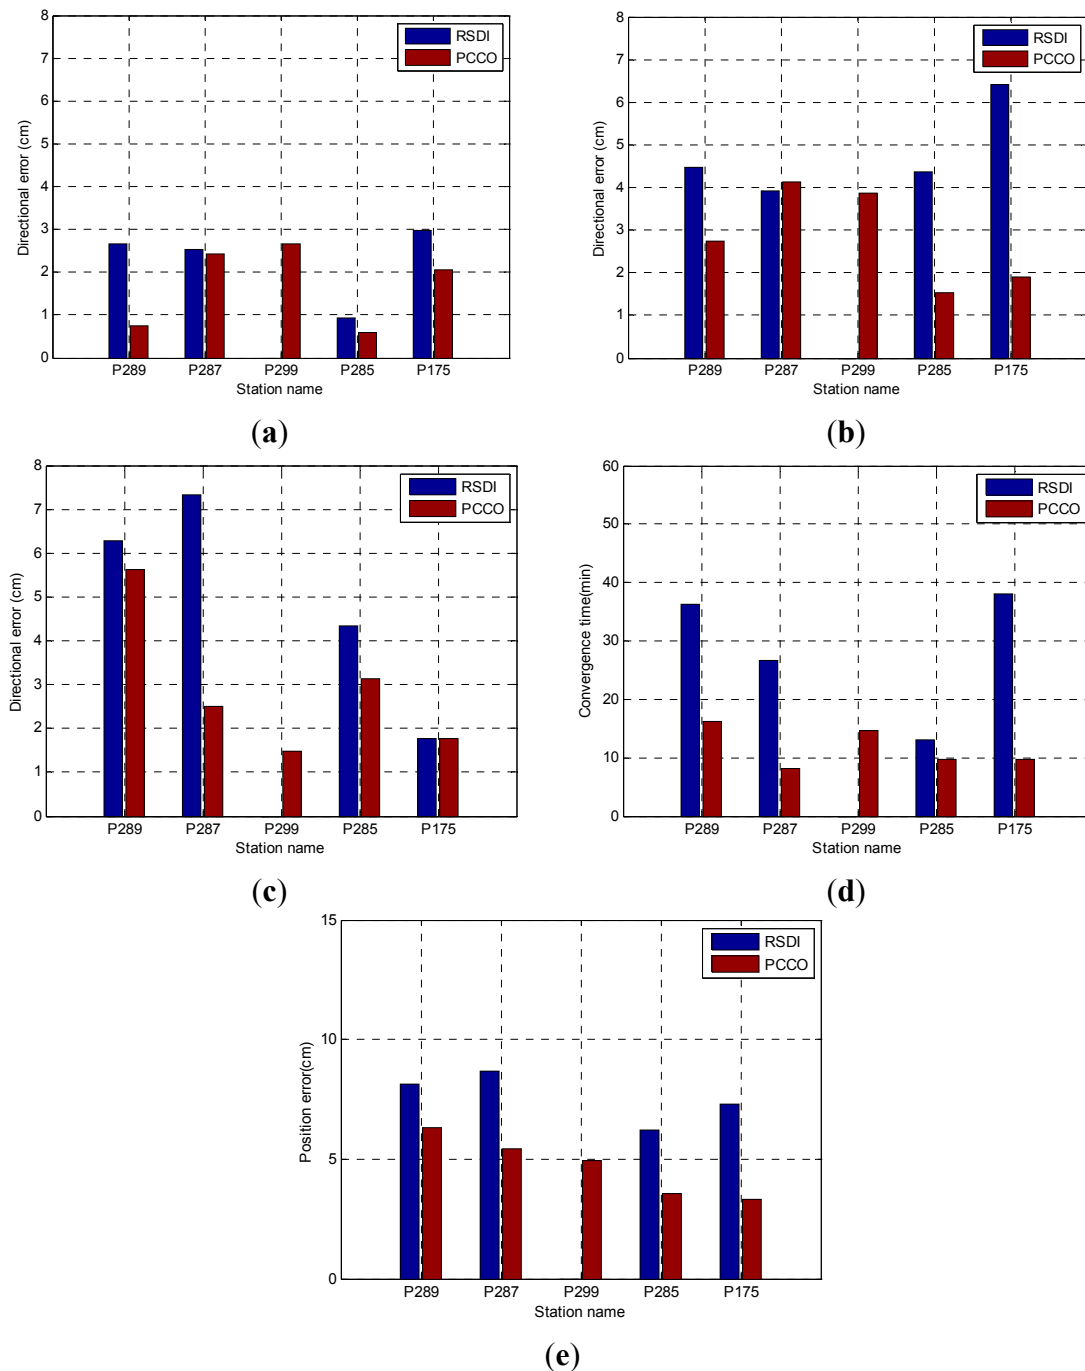 8
7
6
5
4
3
2
1
0
Directional error (cm)
RSDI
PCCO
P289 P287 P299 P285 P175
Station name
(a)
8
7
6
5
4
3
2
1
0
Directional error (cm)
RSDI
PCCO
P289 P287 P299 P285 P175
Station name
(b)
8
7
6
5
4
3
2
1
0
Directional error (cm)
RSDI
PCCO
P289 P287 P299 P285 P175
Station name
(c)
60
50
40
30
20
10
0
Convergence time(min)
RSDI
PCCO
P289 P287 P299 P285 P175
Station name
(d)
15
10
5
0
Position error(cm)
RSDI
PCCO
P289 P287 P299 P285 P175
Station name
(e)